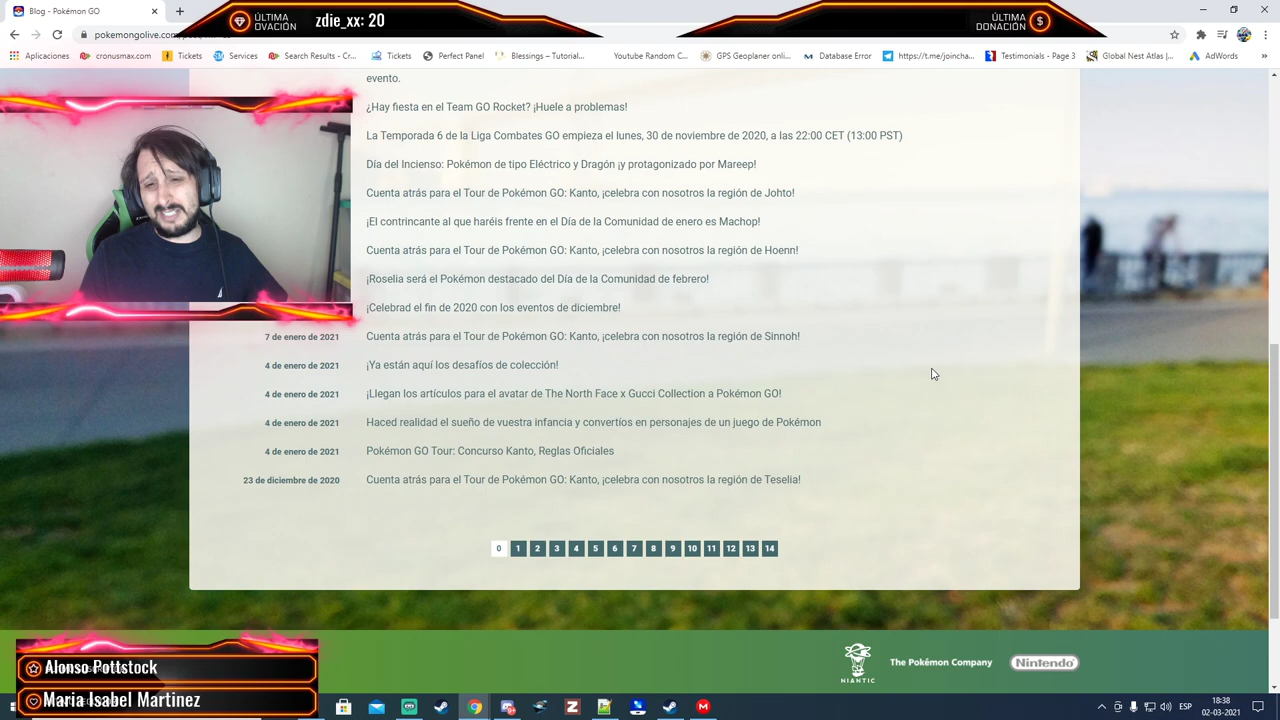 Blog - Pokémon GO
ÚLTIMA OVACIÓN
zdie_xx: 20
ÚLTIMA DONACIÓN
pokemongolive.com
Aplicaciones cronusmax.com Tickets Services Search Results - Cr... Tickets Perfect Panel Blessings – Tutorial... Youtube Random C... GPS Geoplaner onli... Database Error https://t.me/joincha... Testimonials - Page 3 Global Nest Atlas |... AdWords »
evento.
¿Hay fiesta en el Team GO Rocket? ¡Huele a problemas!
La Temporada 6 de la Liga Combates GO empieza el lunes, 30 de noviembre de 2020, a las 22:00 CET (13:00 PST)
Día del Incienso: Pokémon de tipo Eléctrico y Dragón ¡y protagonizado por Mareep!
Cuenta atrás para el Tour de Pokémon GO: Kanto, ¡celebra con nosotros la región de Johto!
¡El contrincante al que haréis frente en el Día de la Comunidad de enero es Machop!
Cuenta atrás para el Tour de Pokémon GO: Kanto, ¡celebra con nosotros la región de Hoenn!
¡Roselia será el Pokémon destacado del Día de la Comunidad de febrero!
¡Celebrad el fin de 2020 con los eventos de diciembre!
7 de enero de 2021 Cuenta atrás para el Tour de Pokémon GO: Kanto, ¡celebra con nosotros la región de Sinnoh!
4 de enero de 2021 ¡Ya están aquí los desafíos de colección!
4 de enero de 2021 ¡Llegan los artículos para el avatar de The North Face x Gucci Collection a Pokémon GO!
4 de enero de 2021 Haced realidad el sueño de vuestra infancia y convertíos en personajes de un juego de Pokémon
4 de enero de 2021 Pokémon GO Tour: Concurso Kanto, Reglas Oficiales
23 de diciembre de 2020 Cuenta atrás para el Tour de Pokémon GO: Kanto, ¡celebra con nosotros la región de Teselia!
0 1 2 3 4 5 6 7 8 9 10 11 12 13 14
NIANTIC The Pokémon Company Nintendo
Alonso Pottstock
Maria Isabel Martinez
ESP
18:38
02-03-2021